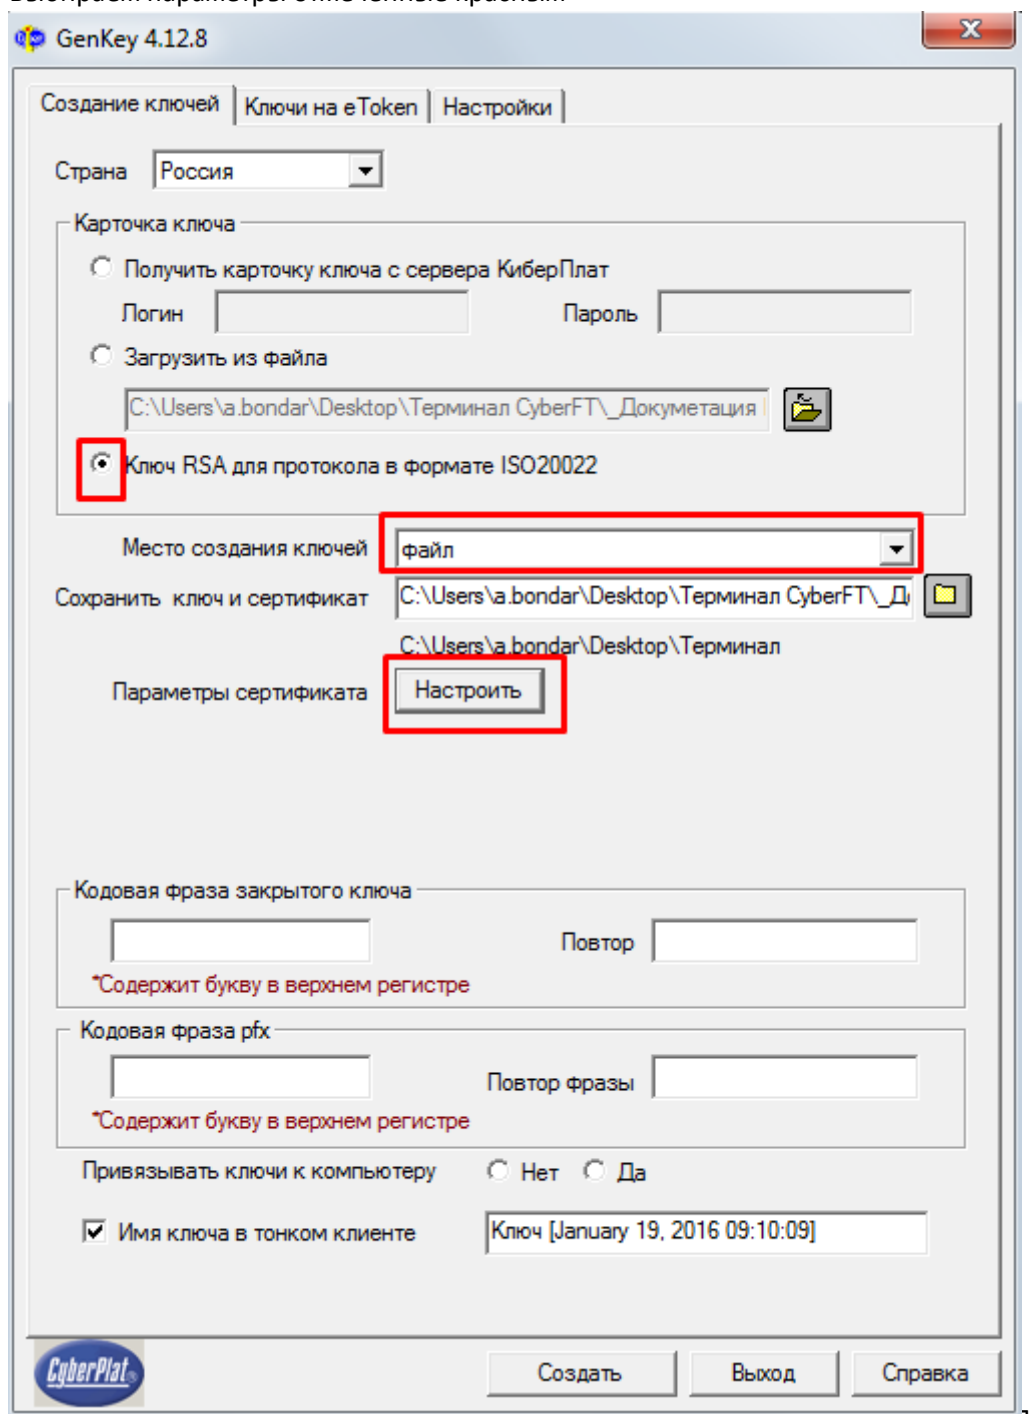 Выбираем параметры отмеченные красным
GenKey 4.12.8
Создание ключей Ключи на eToken Настройки
Страна Россия
Карточка ключа
Получить карточку ключа с сервера КиберПлат
Логин Пароль
Загрузить из файла
C:\Users\a.bondar\Desktop\Терминал CyberFT\_Докуметация
Ключ RSA для протокола в формате ISO20022
Место создания ключей файл
Сохранить ключ и сертификат C:\Users\a.bondar\Desktop\Терминал CyberFT\_Д
C:\Users\a.bondar\Desktop\Терминал
Параметры сертификата Настроить
Кодовая фраза закрытого ключа
Повтор
*Содержит букву в верхнем регистре
Кодовая фраза pfx
Повтор фразы
*Содержит букву в верхнем регистре
Привязывать ключи к компьютеру Нет Да
Имя ключа в тонком клиенте Ключ [January 19, 2016 09:10:09]
CyberPlat Создать Выход Справка